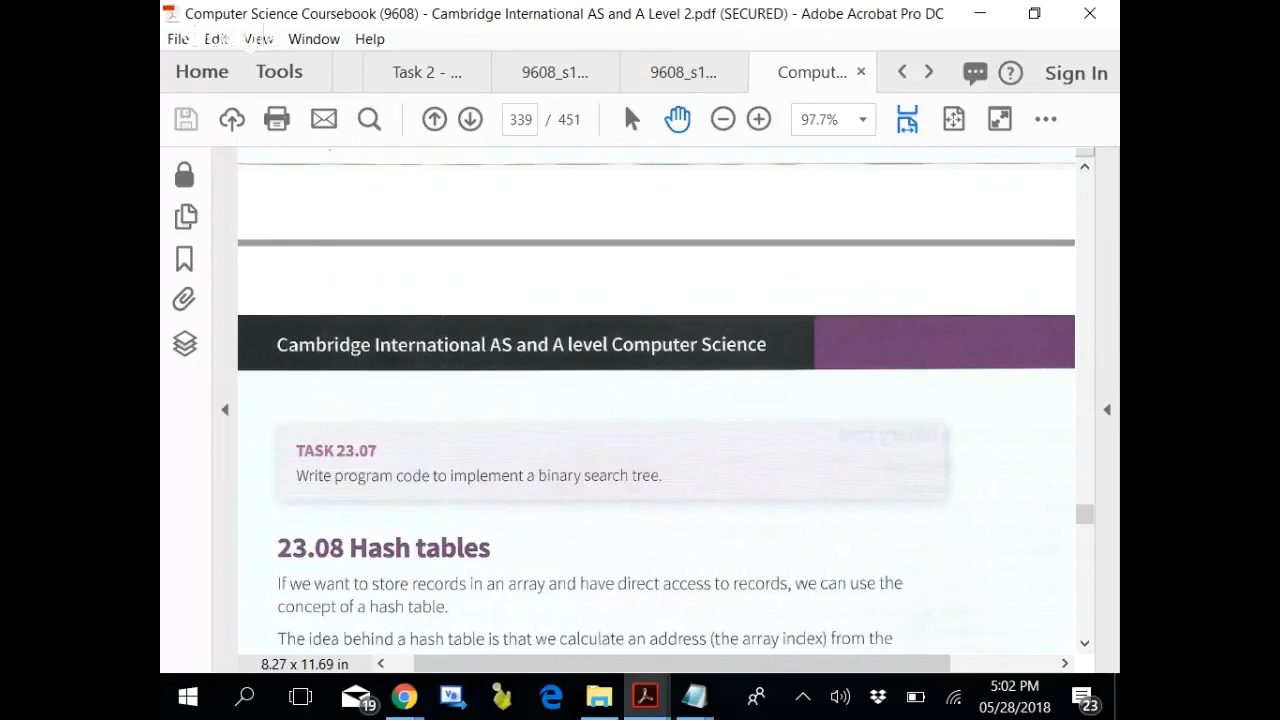 Computer Science Coursebook (9608) - Cambridge International AS and A Level 2.pdf (SECURED) - Adobe Acrobat Pro DC
File Edit View Window Help
Home Tools Task 2 - ... 9608_s1... 9608_s1... Comput... × Sign In
339 / 451 97.7%
Cambridge International AS and A level Computer Science
TASK 23.07
Write program code to implement a binary search tree.
23.08 Hash tables
If we want to store records in an array and have direct access to records, we can use the
concept of a hash table.
The idea behind a hash table is that we calculate an address (the array index) from the
8.27 x 11.69 in
19
VB
5:02 PM
05/28/2018
23